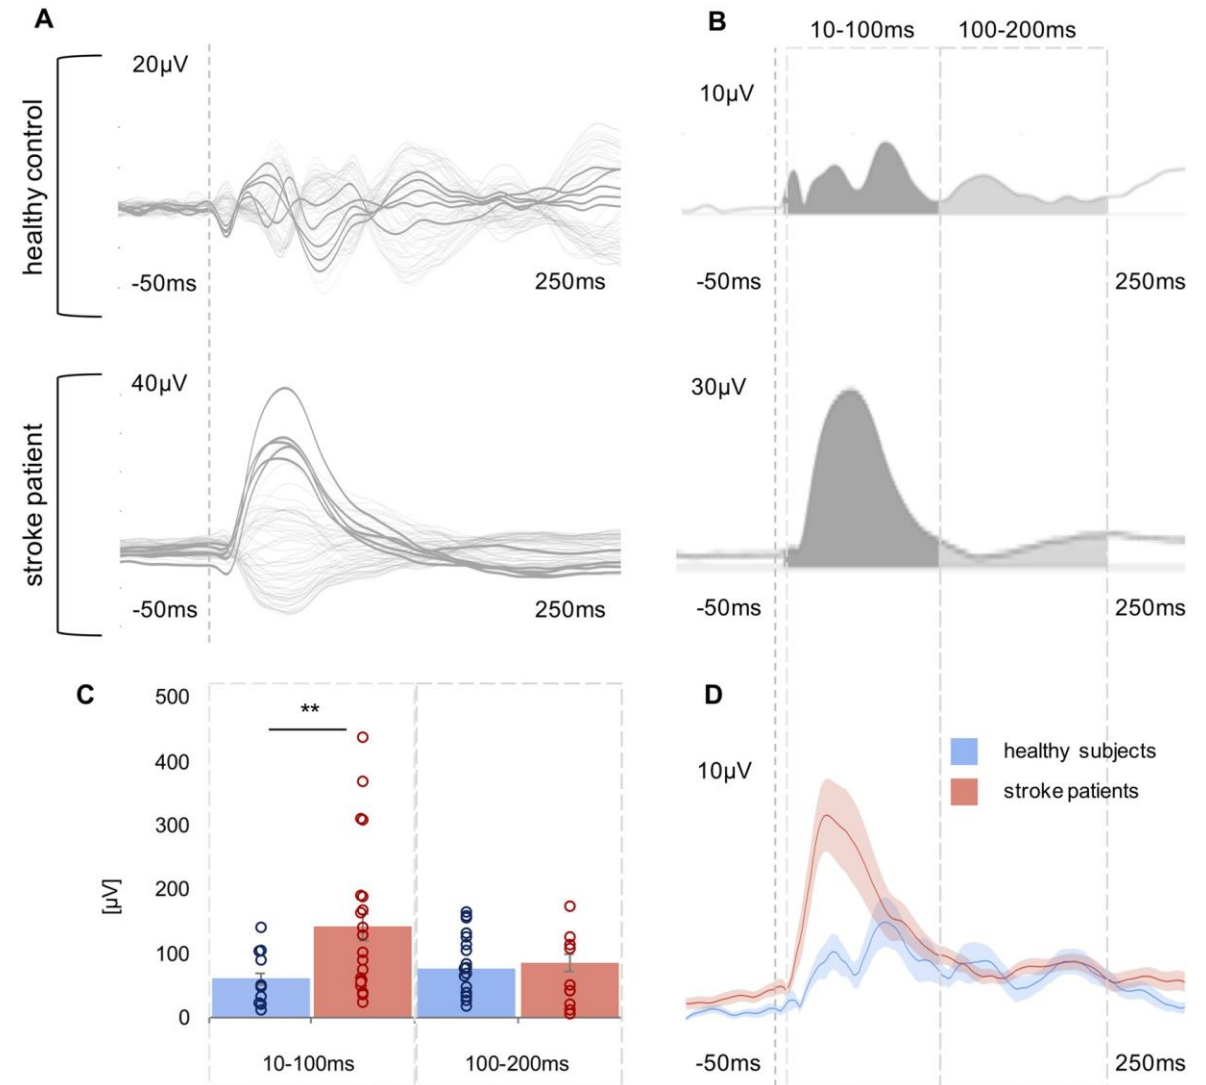 A
healthy control
20µV
-50ms
250ms
stroke patient
40µV
-50ms
250ms
B
10-100ms
100-200ms
10µV
-50ms
250ms
30µV
-50ms
250ms
C
[µV]
500
400
300
200
100
0
**
10-100ms
100-200ms
D
10µV
healthy subjects
stroke patients
-50ms
250ms